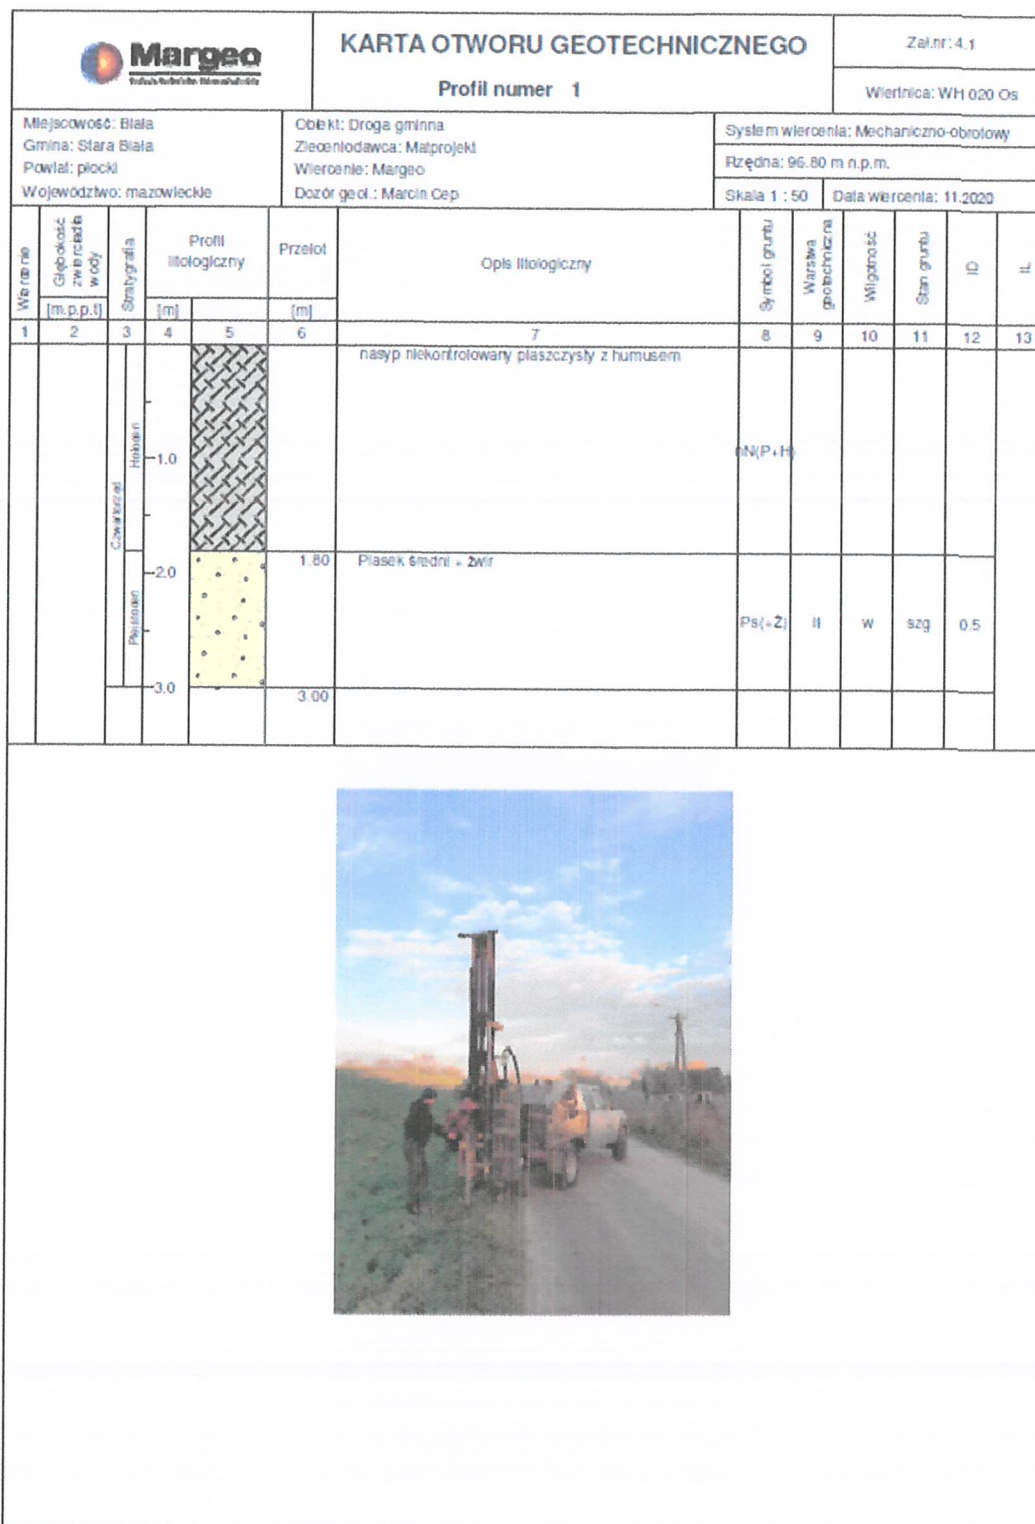 Margeo
KARTA OTWORU GEOTECHNICZNEGO
Profil numer 1
Zał.nr: 4.1
Wiertnica: WH 020 Os
Miejscowość: Biała
Gmina: Stara Biała
Powiat: płocki
Województwo: mazowieckie
Obiekt: Droga gminna
Zleceniodawca: Matprojekt
Wiercenie: Margeo
Dozór geol.: Marcin Cep
System wiercenia: Mechaniczno-obrotowy
Rzędna: 96.80 m n.p.m.
Skala 1 : 50 Data wiercenia: 11.2020
Wiercenie
Głębokość zwierciadła wody
[m.p.p.t]
Stratygrafia
Profil litologiczny
[m]
Przelot
[m]
Opis litologiczny
Symbol gruntu
Warstwa geotechniczna
Wilgotność
Stan gruntu
ID
IL
1 2 3 4 5 6 7 8 9 10 11 12 13
Czwartorzęd
Holocen
Plejstocen
nasyp niekontrolowany piaszczysty z humusem
1.0
nN(P+H)
1.80 Piasek średni + żwir
2.0
Ps(+Ż) II w szg 0.5
3.0
3.00